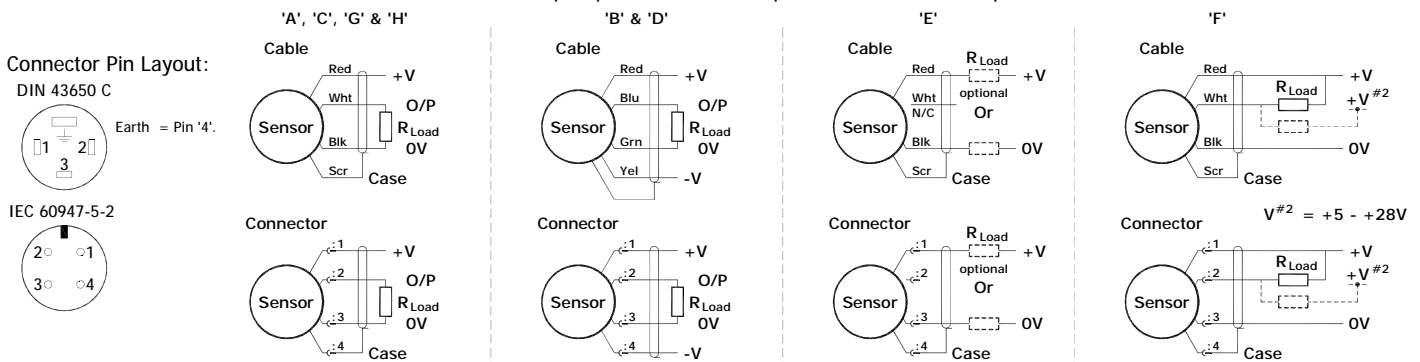 'A', 'C', 'G' & 'H'
'B' & 'D'
'E'
'F'
Connector Pin Layout:
DIN 43650 C
Earth = Pin '4'.
1 2
3
IEC 60947-5-2
2 1
3 4
Cable
Red
+V
Wht
O/P
Sensor
RLoad
Blk
0V
Scr
Case
Connector
:1
+V
:2
O/P
Sensor
RLoad
:3
0V
:4
Case
Cable
Red
+V
Blu
O/P
Sensor
RLoad
Grn
0V
Yel
-V
Connector
:1
+V
:2
O/P
Sensor
RLoad
:3
0V
:4
-V
Cable
RLoad
Red
+V
optional
Wht
N/C
Or
Sensor
Blk
0V
Scr
Case
Connector
RLoad
:1
+V
optional
:2
Or
Sensor
:3
0V
:4
Case
Cable
Red
+V
RLoad
Wht
+V#2
Sensor
Blk
0V
Scr
Case
V#2 = +5 - +28V
Connector
:1
+V
RLoad
:2
+V#2
Sensor
:3
0V
:4
Case